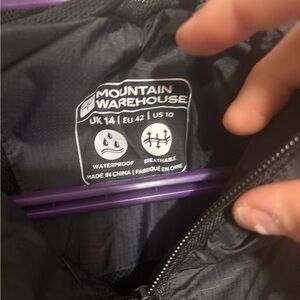 MOUNTAIN
WAREHOUSE
UK 14 | EU 42 | US 10
WATERPROOF
BREATHABLE
MADE IN CHINA | FABRIQUÉ EN CHINE